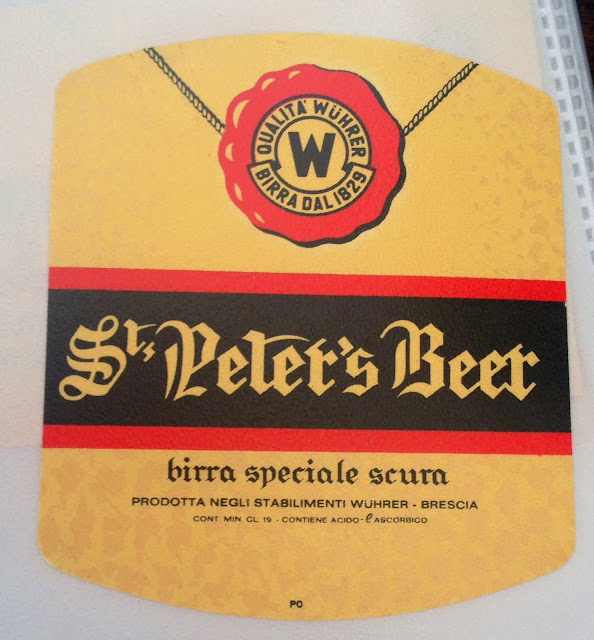 QUALITA' WÜHRER
W
BIRRA DAL 1829
St. Peter's Beer
birra speciale scura
PRODOTTA NEGLI STABILIMENTI WÜHRER - BRESCIA
CONT. MIN. CL. 19 - CONTIENE ACIDO - l ASCORBICO
PO